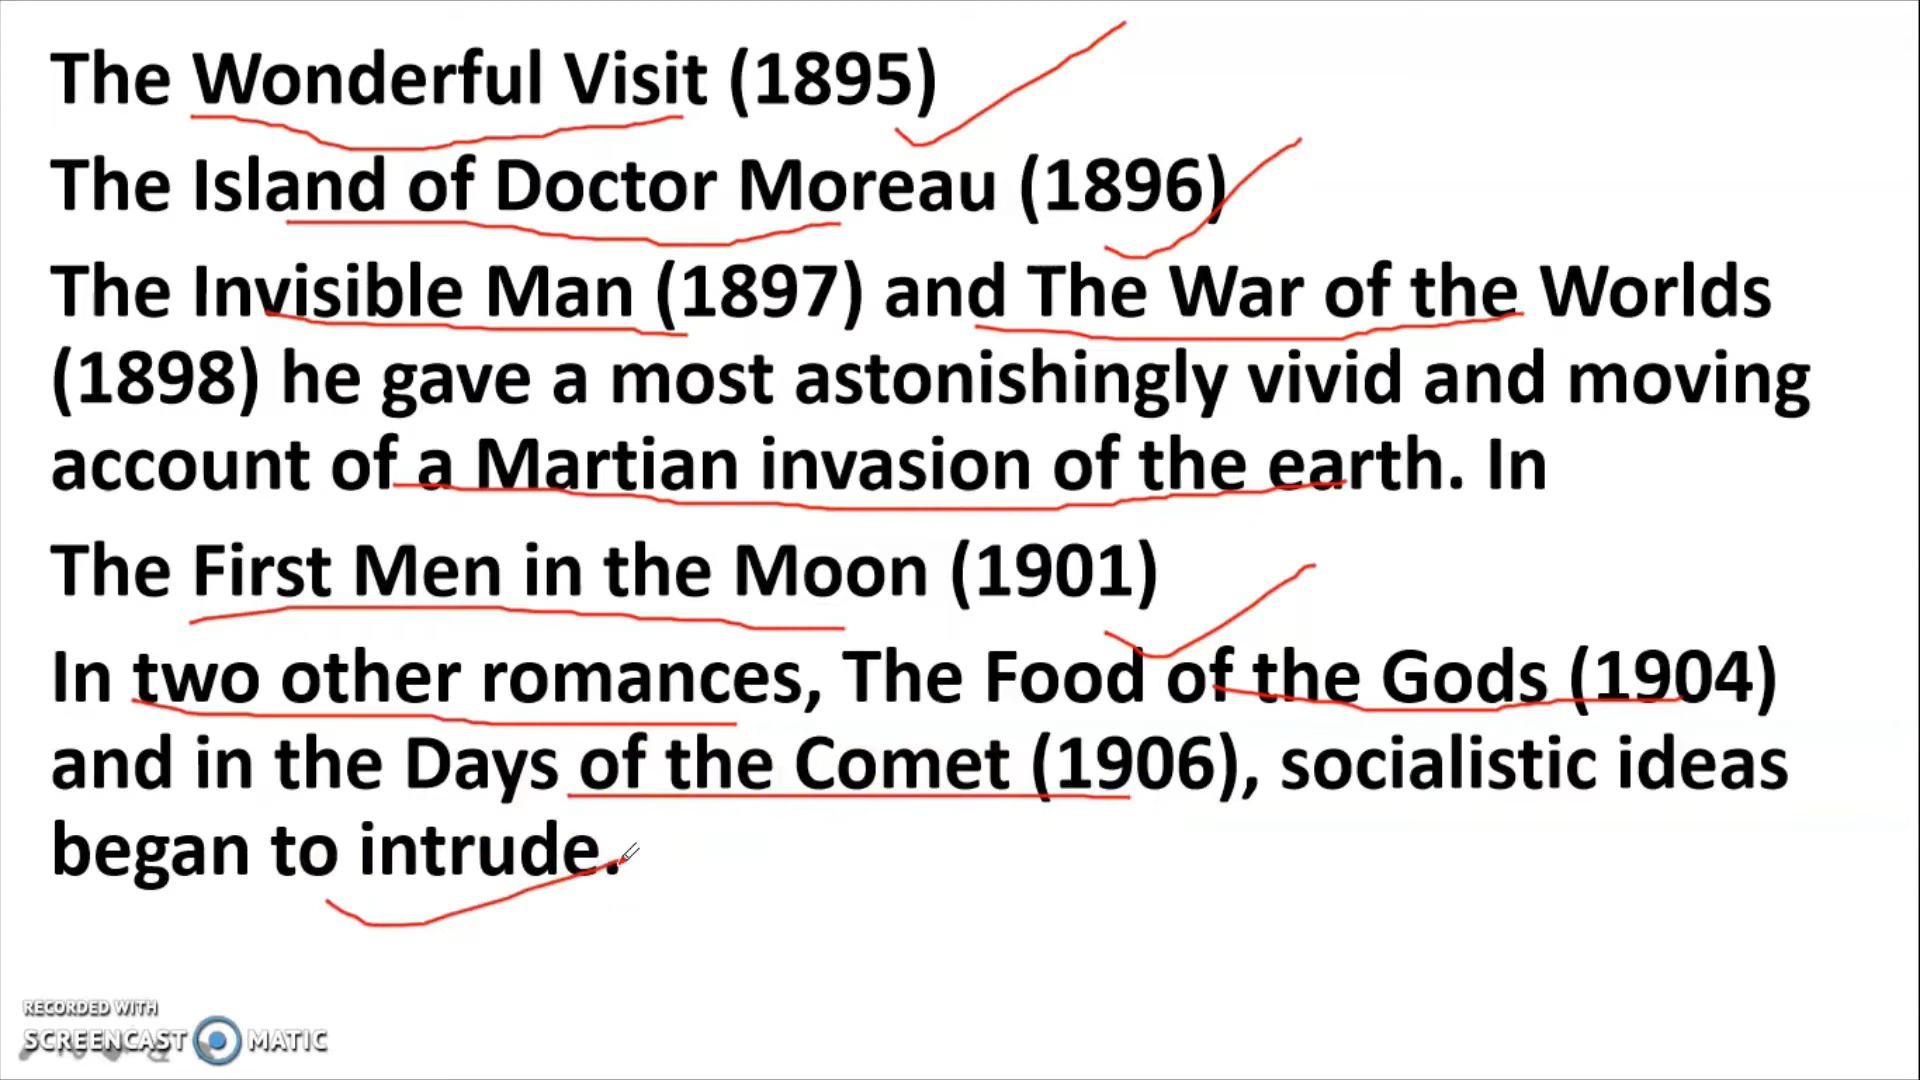 The Wonderful Visit (1895)
The Island of Doctor Moreau (1896)
The Invisible Man (1897) and The War of the Worlds
(1898) he gave a most astonishingly vivid and moving
account of a Martian invasion of the earth. In
The First Men in the Moon (1901)
In two other romances, The Food of the Gods (1904)
and in the Days of the Comet (1906), socialistic ideas
began to intrude.
RECORDED WITH
SCREENCAST MATIC